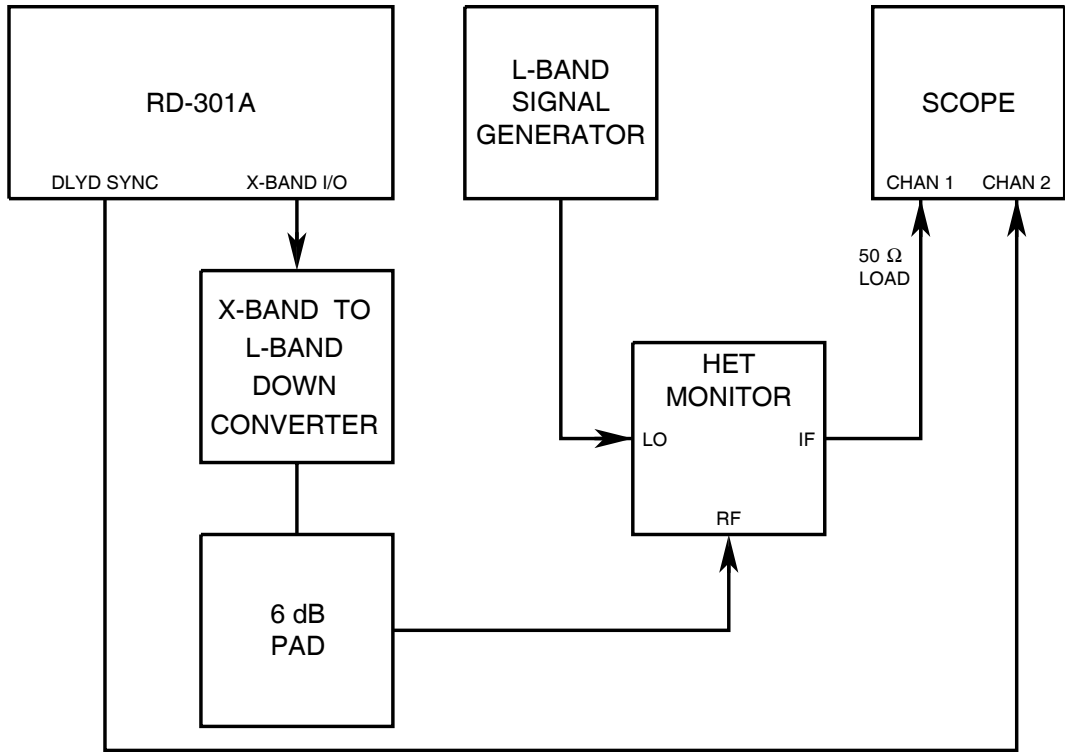 RD-301A
DLYD SYNC
X-BAND I/O
L-BAND
SIGNAL
GENERATOR
SCOPE
CHAN 1
CHAN 2
50 Ω
LOAD
X-BAND TO
L-BAND
DOWN
CONVERTER
HET
MONITOR
LO
IF
RF
6 dB
PAD